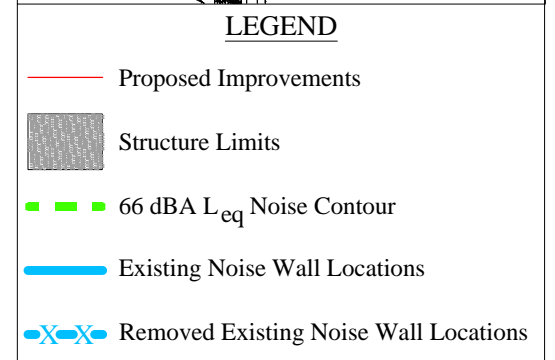 LEGEND
Proposed Improvements
Structure Limits
66 dBA Leq Noise Contour
Existing Noise Wall Locations
X X Removed Existing Noise Wall Locations